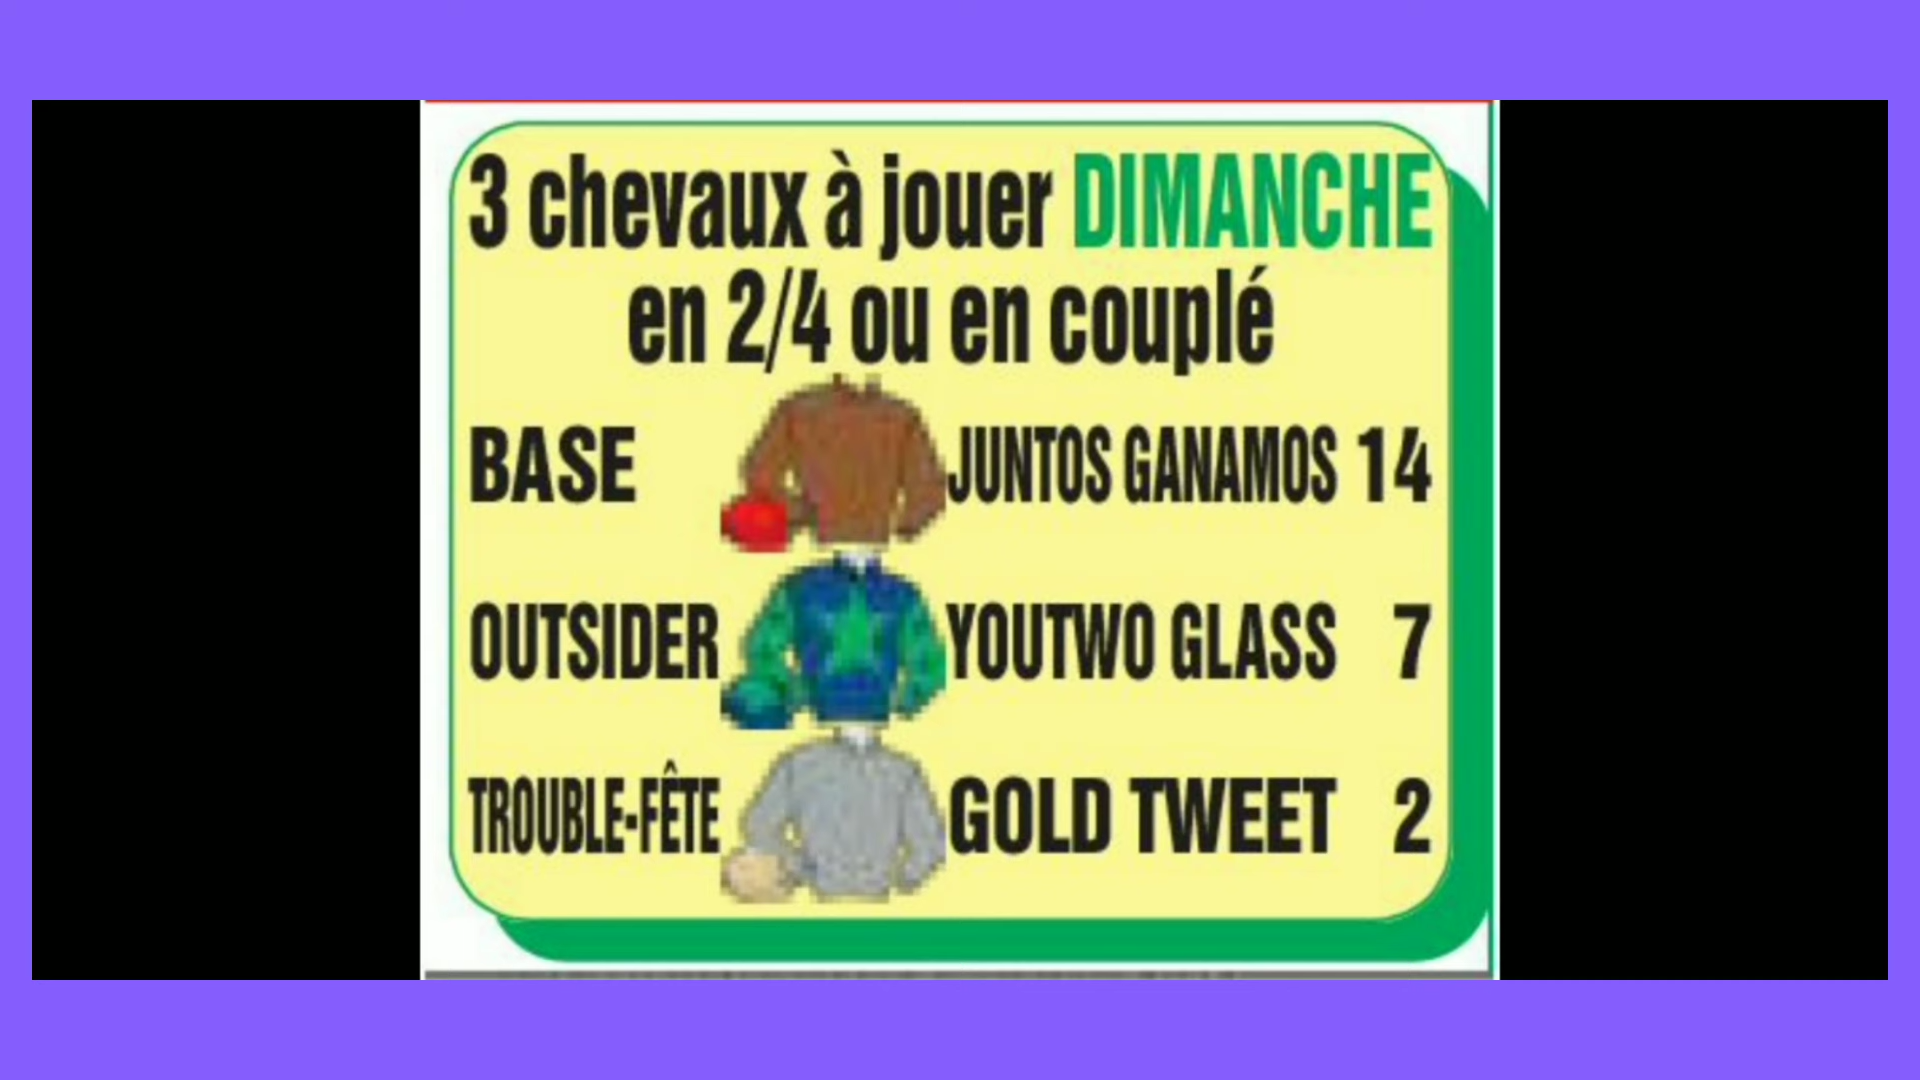 3 chevaux à jouer DIMANCHE
en 2/4 ou en couplé
BASE JUNTOS GANAMOS 14
OUTSIDER YOUTWO GLASS 7
TROUBLE-FÊTE GOLD TWEET 2